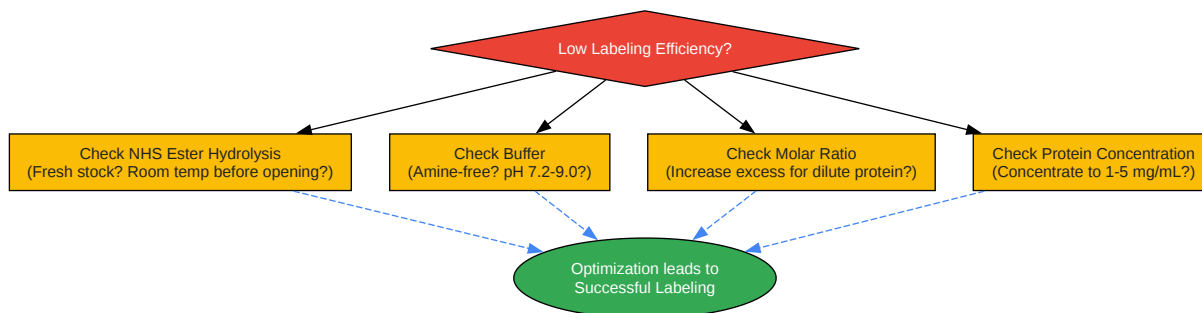 Low Labeling Efficiency?
Check NHS Ester Hydrolysis
(Fresh stock? Room temp before opening?)
Check Buffer
(Amine-free? pH 7.2-9.0?)
Check Molar Ratio
(Increase excess for dilute protein?)
Check Protein Concentration
(Concentrate to 1-5 mg/mL?)
Optimization leads to
Successful Labeling